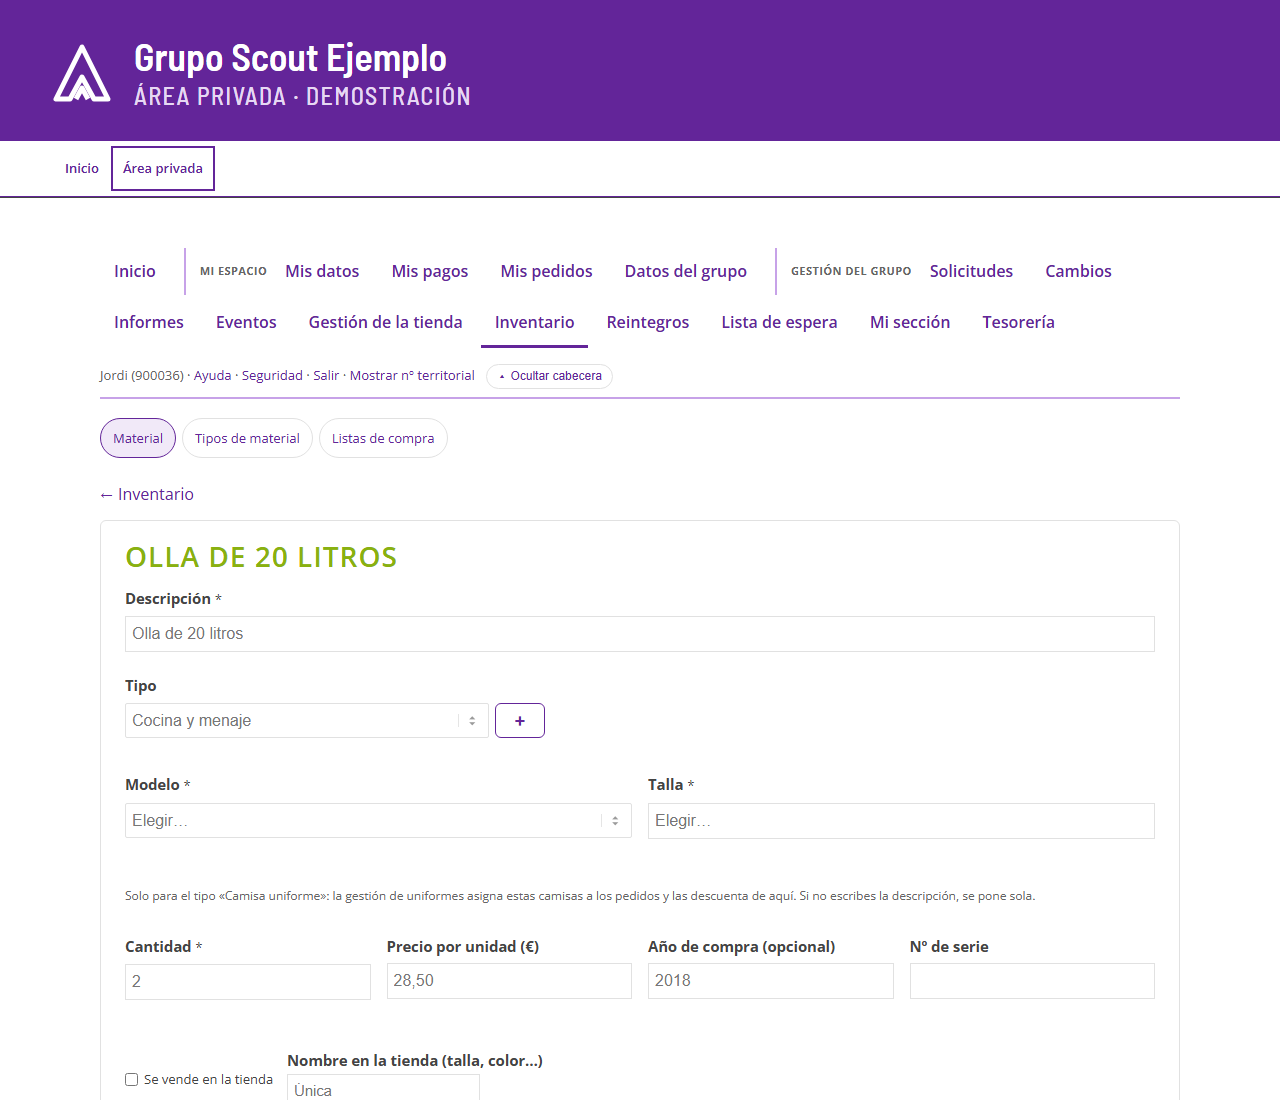 Grupo Scout Ejemplo
ÁREA PRIVADA · DEMOSTRACIÓN
Inicio Área privada
Inicio MI ESPACIO Mis datos Mis pagos Mis pedidos Datos del grupo GESTIÓN DEL GRUPO Solicitudes Cambios
Informes Eventos Gestión de la tienda Inventario Reintegros Lista de espera Mi sección Tesorería
Jordi (900036) · Ayuda · Seguridad · Salir · Mostrar nº territorial ▲ Ocultar cabecera
Material Tipos de material Listas de compra
← Inventario
OLLA DE 20 LITROS
Descripción *
Olla de 20 litros
Tipo
Cocina y menaje +
Modelo * Talla *
Elegir... Elegir...
Solo para el tipo «Camisa uniforme»: la gestión de uniformes asigna estas camisas a los pedidos y las descuenta de aquí. Si no escribes la descripción, se pone sola.
Cantidad * Precio por unidad (€) Año de compra (opcional) Nº de serie
2 28,50 2018
Nombre en la tienda (talla, color...)
Se vende en la tienda
Única